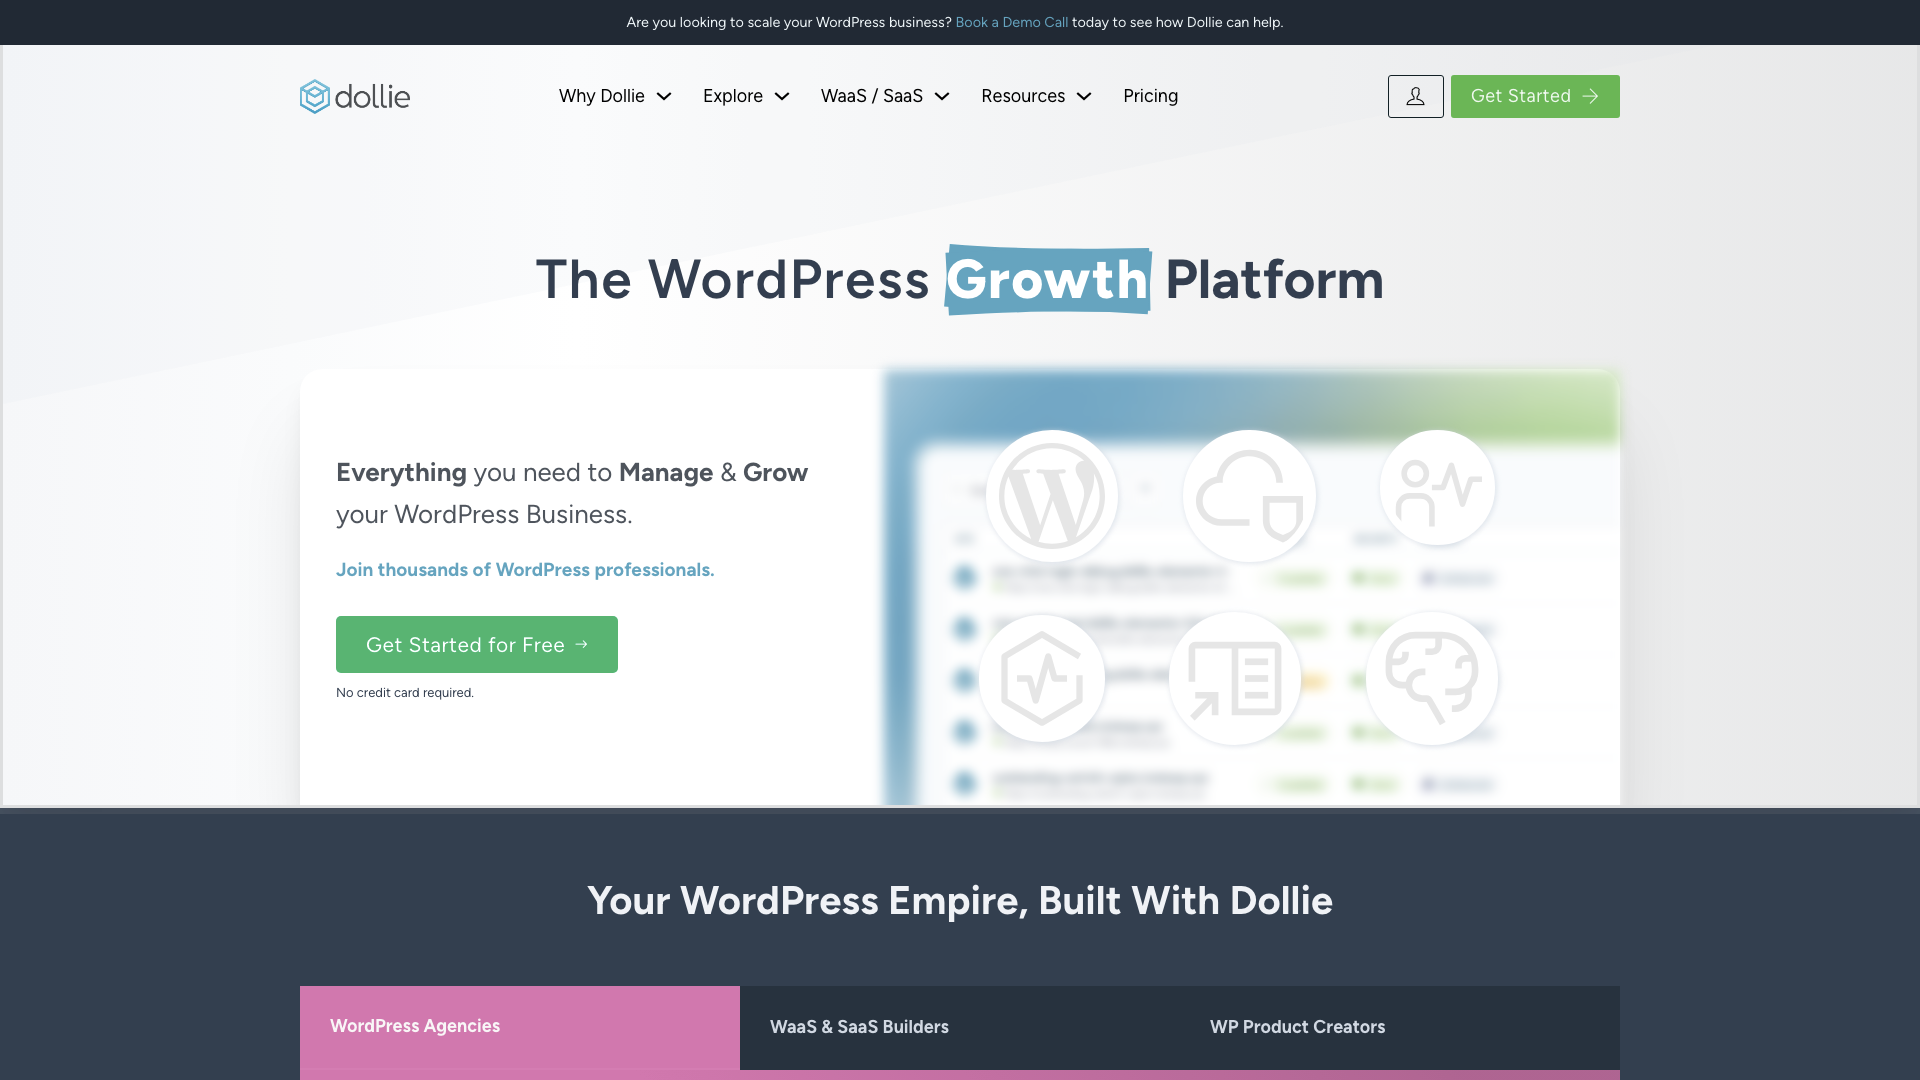 Are you looking to scale your WordPress business? Book a Demo Call today to see how Dollie can help.
dollie
Why Dollie
Explore
WaaS / SaaS
Resources
Pricing
Get Started
The WordPress Growth Platform
Everything you need to Manage & Grow
your WordPress Business.
Join thousands of WordPress professionals.
Get Started for Free
No credit card required.
Your WordPress Empire, Built With Dollie
WordPress Agencies
WaaS & SaaS Builders
WP Product Creators